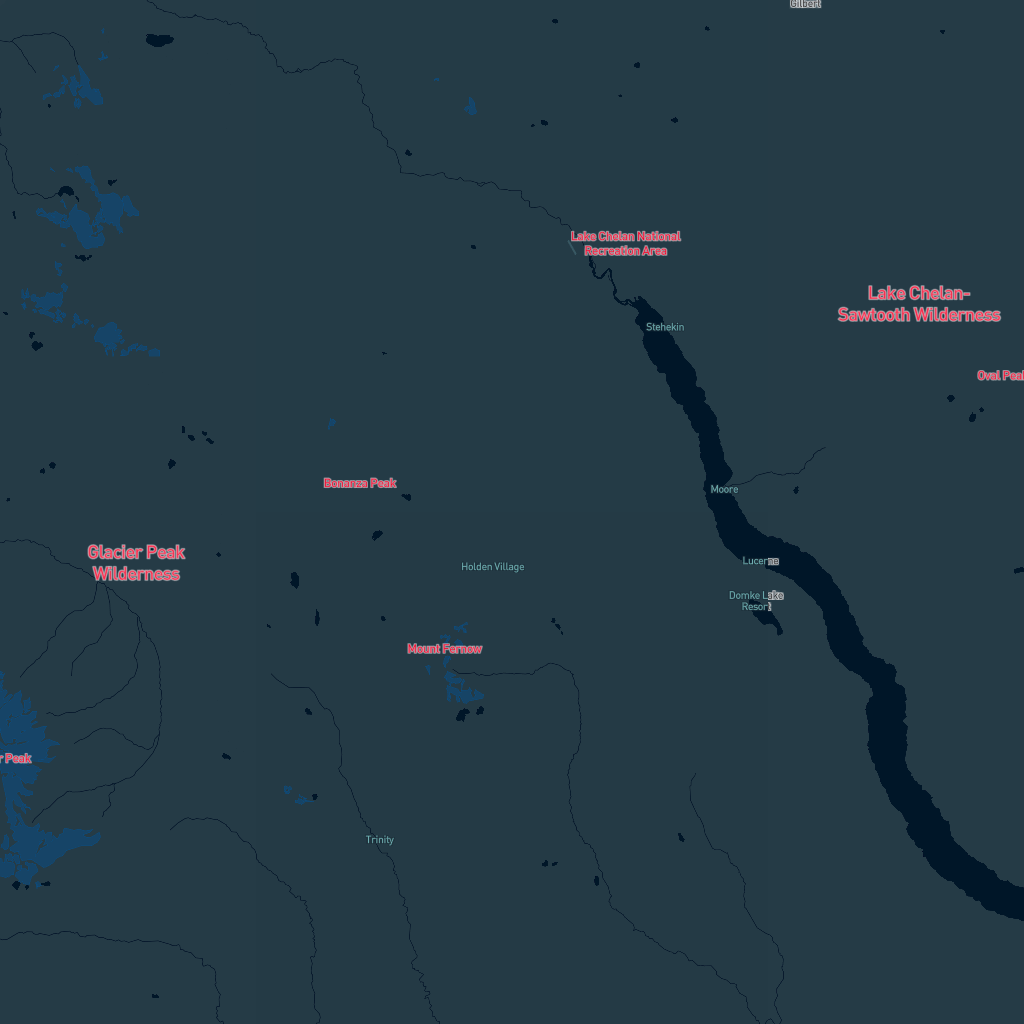 Gilbert
Lake Chelan National
Recreation Area
Lake Chelan-
Sawtooth Wilderness
Stehekin
Oval Peak
Bonanza Peak
Moore
Glacier Peak
Wilderness
Holden Village
Lucerne
Domke Lake
Resort
Mount Fernow
r Peak
Trinity